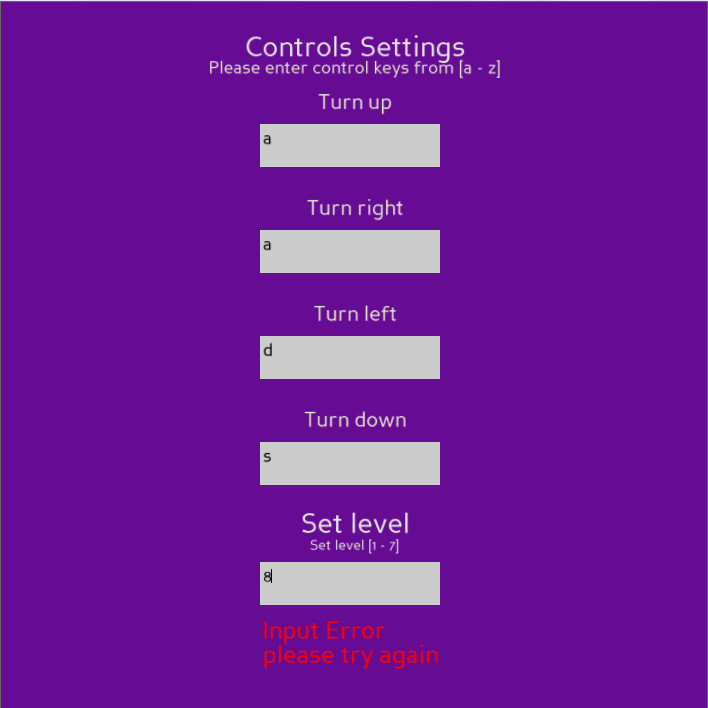 Controls Settings
Please enter control keys from [a - z]
Turn up
a
Turn right
a
Turn left
d
Turn down
s
Set level
Set level [1 - 7]
8
Input Error
please try again